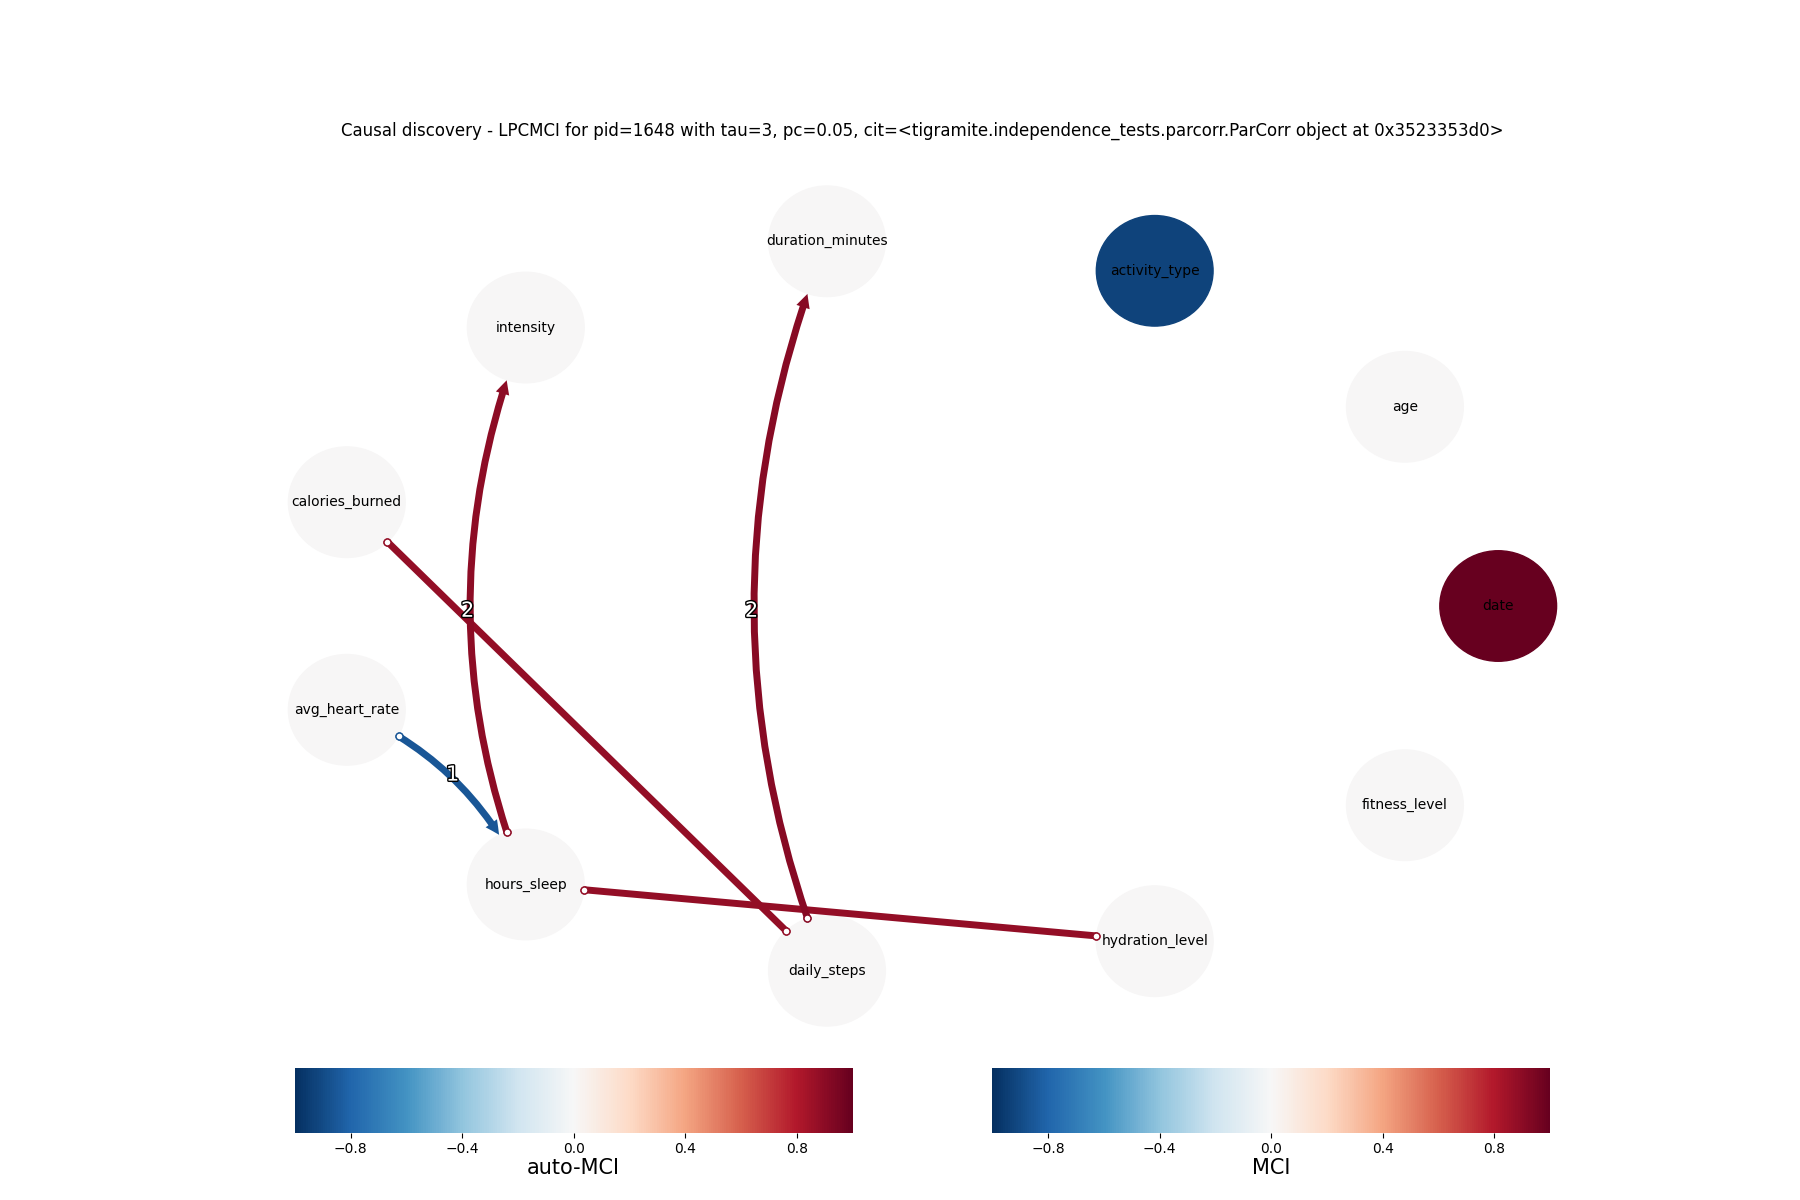 Causal discovery - LPCMCI for pid=1648 with tau=3, pc=0.05, cit=<tigramite.independence_tests.parcorr.ParCorr object at 0x3523353d0>
duration_minutes
activity_type
intensity
age
calories_burned
date
2
2
avg_heart_rate
1
fitness_level
hours_sleep
hydration_level
daily_steps
−0.8 −0.4 0.0 0.4 0.8
auto-MCI
−0.8 −0.4 0.0 0.4 0.8
MCI